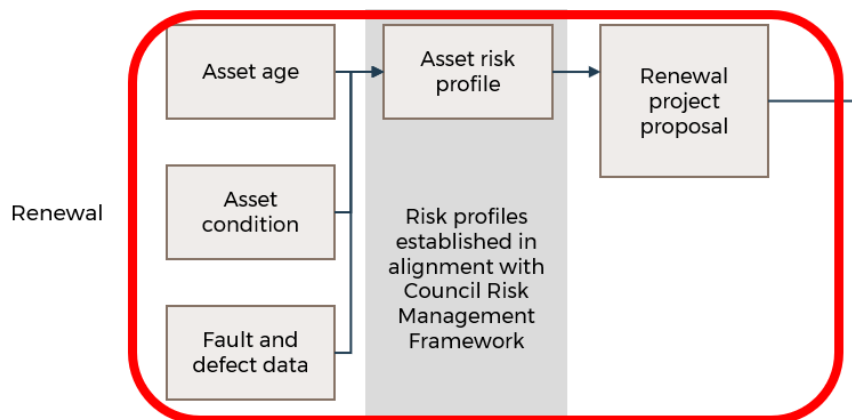 Asset age
Asset risk
profile
Renewal
project
proposal
Renewal
Asset
condition
Risk profiles
established in
alignment with
Council Risk
Management
Framework
Fault and
defect data